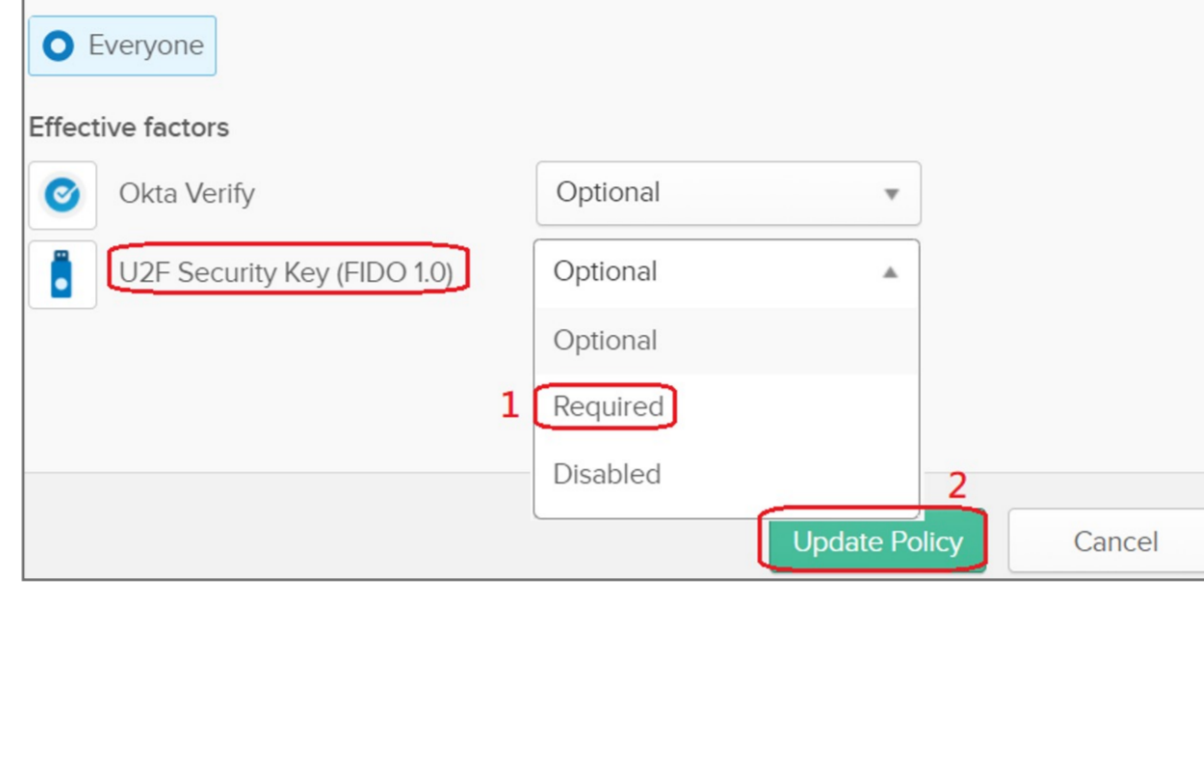 Everyone
Effective factors
Okta Verify
Optional
U2F Security Key (FIDO 1.0)
Optional
Optional
1
Required
Disabled
2
Update Policy
Cancel